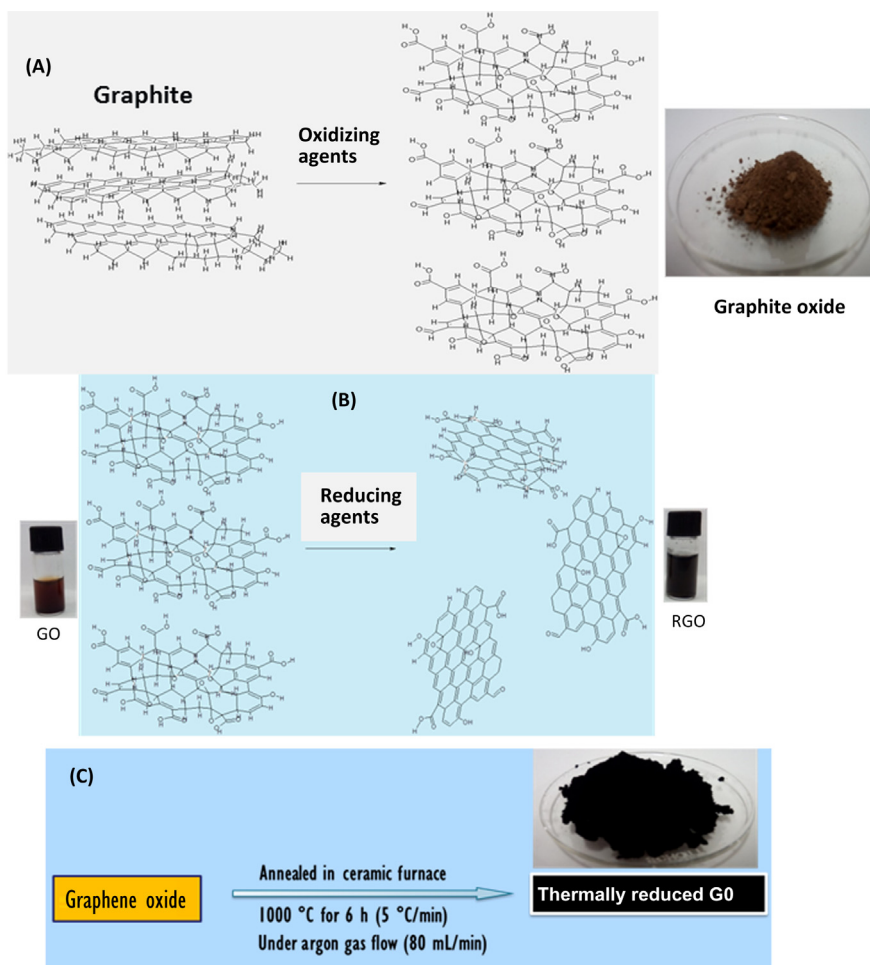 (A)
Graphite
Oxidizing
agents
Graphite oxide
(B)
Reducing
agents
GO
RGO
(C)
Annealed in ceramic furnace
Graphene oxide
1000 °C for 6 h (5 °C/min)
Under argon gas flow (80 mL/min)
Thermally reduced G0